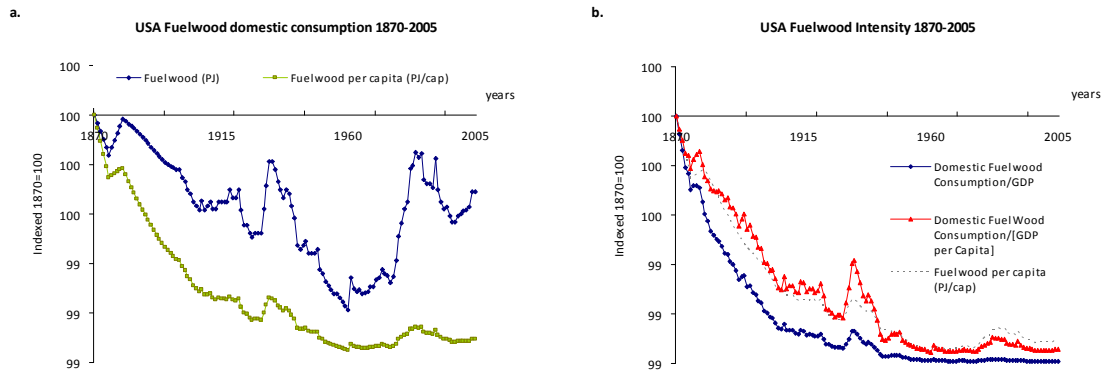 a.
USA Fuelwood domestic consumption 1870-2005
100
Fuelwood (PJ)
Fuelwood per capita (PJ/cap)
years
100
1870
1915
1960
2005
100
100
99
99
99
Indexed 1870=100
b.
USA Fuelwood Intensity 1870-2005
100
years
100
1870
1915
1960
2005
100
100
99
99
99
Indexed 1870=100
Domestic Fuelwood
Consumption/GDP
Domestic FuelWood
Consumption/[GDP
per Capita]
Fuelwood per capita
(PJ/cap)